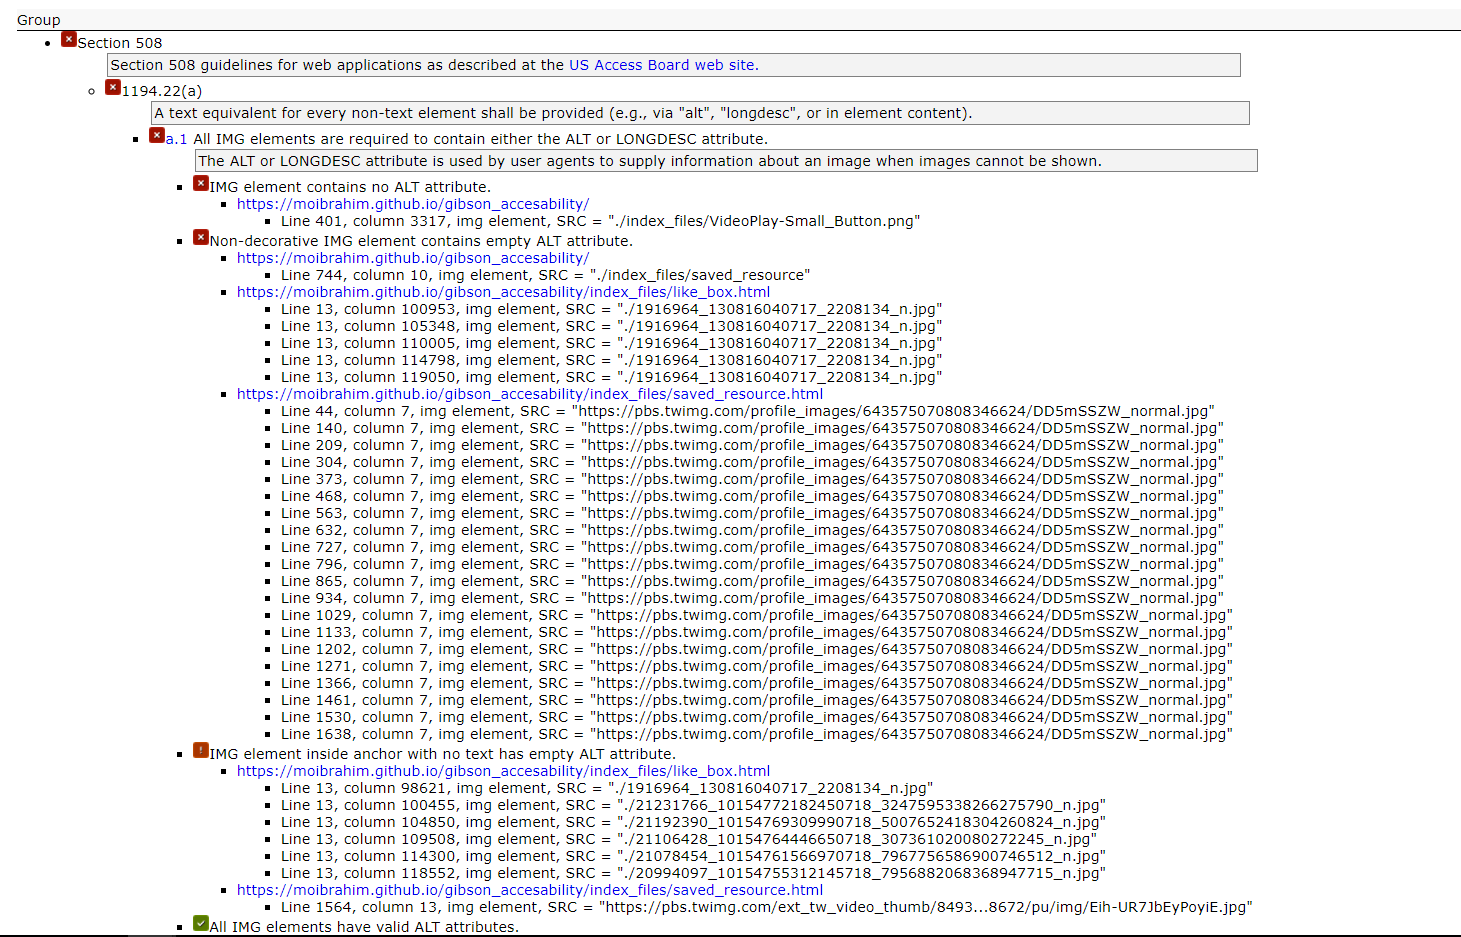 Group
Section 508
Section 508 guidelines for web applications as described at the US Access Board web site.
1194.22(a)
A text equivalent for every non-text element shall be provided (e.g., via "alt", "longdesc", or in element content).
a.1 All IMG elements are required to contain either the ALT or LONGDESC attribute.
The ALT or LONGDESC attribute is used by user agents to supply information about an image when images cannot be shown.
IMG element contains no ALT attribute.
https://moibrahim.github.io/gibson_accesability/
Line 401, column 3317, img element, SRC = "./index_files/VideoPlay-Small_Button.png"
Non-decorative IMG element contains empty ALT attribute.
https://moibrahim.github.io/gibson_accesability/
Line 744, column 10, img element, SRC = "./index_files/saved_resource"
https://moibrahim.github.io/gibson_accesability/index_files/like_box.html
Line 13, column 100953, img element, SRC = "./1916964_130816040717_2208134_n.jpg"
Line 13, column 105348, img element, SRC = "./1916964_130816040717_2208134_n.jpg"
Line 13, column 110005, img element, SRC = "./1916964_130816040717_2208134_n.jpg"
Line 13, column 114798, img element, SRC = "./1916964_130816040717_2208134_n.jpg"
Line 13, column 119050, img element, SRC = "./1916964_130816040717_2208134_n.jpg"
https://moibrahim.github.io/gibson_accesability/index_files/saved_resource.html
Line 44, column 7, img element, SRC = "https://pbs.twimg.com/profile_images/643575070808346624/DD5mSSZW_normal.jpg"
Line 140, column 7, img element, SRC = "https://pbs.twimg.com/profile_images/643575070808346624/DD5mSSZW_normal.jpg"
Line 209, column 7, img element, SRC = "https://pbs.twimg.com/profile_images/643575070808346624/DD5mSSZW_normal.jpg"
Line 304, column 7, img element, SRC = "https://pbs.twimg.com/profile_images/643575070808346624/DD5mSSZW_normal.jpg"
Line 373, column 7, img element, SRC = "https://pbs.twimg.com/profile_images/643575070808346624/DD5mSSZW_normal.jpg"
Line 468, column 7, img element, SRC = "https://pbs.twimg.com/profile_images/643575070808346624/DD5mSSZW_normal.jpg"
Line 563, column 7, img element, SRC = "https://pbs.twimg.com/profile_images/643575070808346624/DD5mSSZW_normal.jpg"
Line 632, column 7, img element, SRC = "https://pbs.twimg.com/profile_images/643575070808346624/DD5mSSZW_normal.jpg"
Line 727, column 7, img element, SRC = "https://pbs.twimg.com/profile_images/643575070808346624/DD5mSSZW_normal.jpg"
Line 796, column 7, img element, SRC = "https://pbs.twimg.com/profile_images/643575070808346624/DD5mSSZW_normal.jpg"
Line 865, column 7, img element, SRC = "https://pbs.twimg.com/profile_images/643575070808346624/DD5mSSZW_normal.jpg"
Line 934, column 7, img element, SRC = "https://pbs.twimg.com/profile_images/643575070808346624/DD5mSSZW_normal.jpg"
Line 1029, column 7, img element, SRC = "https://pbs.twimg.com/profile_images/643575070808346624/DD5mSSZW_normal.jpg"
Line 1133, column 7, img element, SRC = "https://pbs.twimg.com/profile_images/643575070808346624/DD5mSSZW_normal.jpg"
Line 1202, column 7, img element, SRC = "https://pbs.twimg.com/profile_images/643575070808346624/DD5mSSZW_normal.jpg"
Line 1271, column 7, img element, SRC = "https://pbs.twimg.com/profile_images/643575070808346624/DD5mSSZW_normal.jpg"
Line 1366, column 7, img element, SRC = "https://pbs.twimg.com/profile_images/643575070808346624/DD5mSSZW_normal.jpg"
Line 1461, column 7, img element, SRC = "https://pbs.twimg.com/profile_images/643575070808346624/DD5mSSZW_normal.jpg"
Line 1530, column 7, img element, SRC = "https://pbs.twimg.com/profile_images/643575070808346624/DD5mSSZW_normal.jpg"
Line 1638, column 7, img element, SRC = "https://pbs.twimg.com/profile_images/643575070808346624/DD5mSSZW_normal.jpg"
IMG element inside anchor with no text has empty ALT attribute.
https://moibrahim.github.io/gibson_accesability/index_files/like_box.html
Line 13, column 98621, img element, SRC = "./1916964_130816040717_2208134_n.jpg"
Line 13, column 100455, img element, SRC = "./21231766_10154772182450718_3247595338266275790_n.jpg"
Line 13, column 104850, img element, SRC = "./21192390_10154769309990718_5007652418304260824_n.jpg"
Line 13, column 109508, img element, SRC = "./21106428_10154764446650718_307361020080272245_n.jpg"
Line 13, column 114300, img element, SRC = "./21078454_10154761566970718_7967756586900746512_n.jpg"
Line 13, column 118552, img element, SRC = "./20994097_10154755312145718_7956882068368947715_n.jpg"
https://moibrahim.github.io/gibson_accesability/index_files/saved_resource.html
Line 1564, column 13, img element, SRC = "https://pbs.twimg.com/ext_tw_video_thumb/8493...8672/pu/img/Eih-UR7JbEyPoyiE.jpg"
All IMG elements have valid ALT attributes.